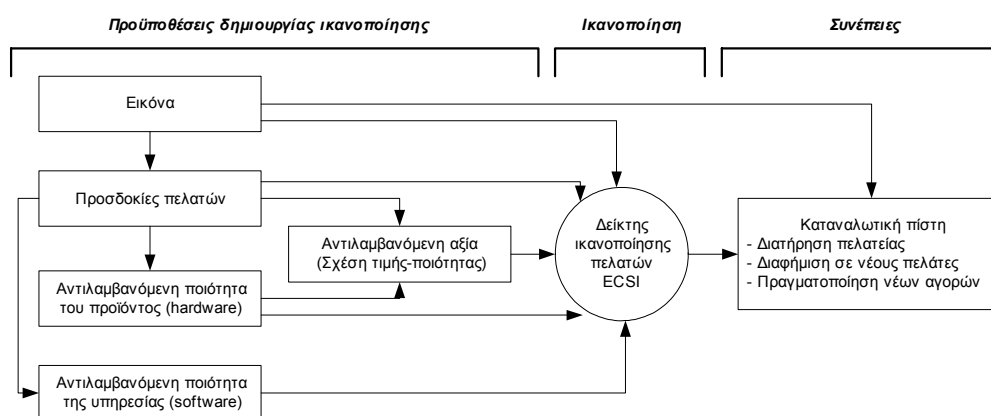 Προϋποθέσεις δημιουργίας ικανοποίησης
Ικανοποίηση
Συνέπειες
Εικόνα
Προσδοκίες πελατών
Αντιλαμβανόμενη αξία
(Σχέση τιμής-ποιότητας)
Αντιλαμβανόμενη ποιότητα
του προϊόντος (hardware)
Αντιλαμβανόμενη ποιότητα
της υπηρεσίας (software)
Δείκτης
ικανοποίησης
πελατών
ECSI
Καταναλωτική πίστη
- Διατήρηση πελατείας
- Διαφήμιση σε νέους πελάτες
- Πραγματοποίηση νέων αγορών